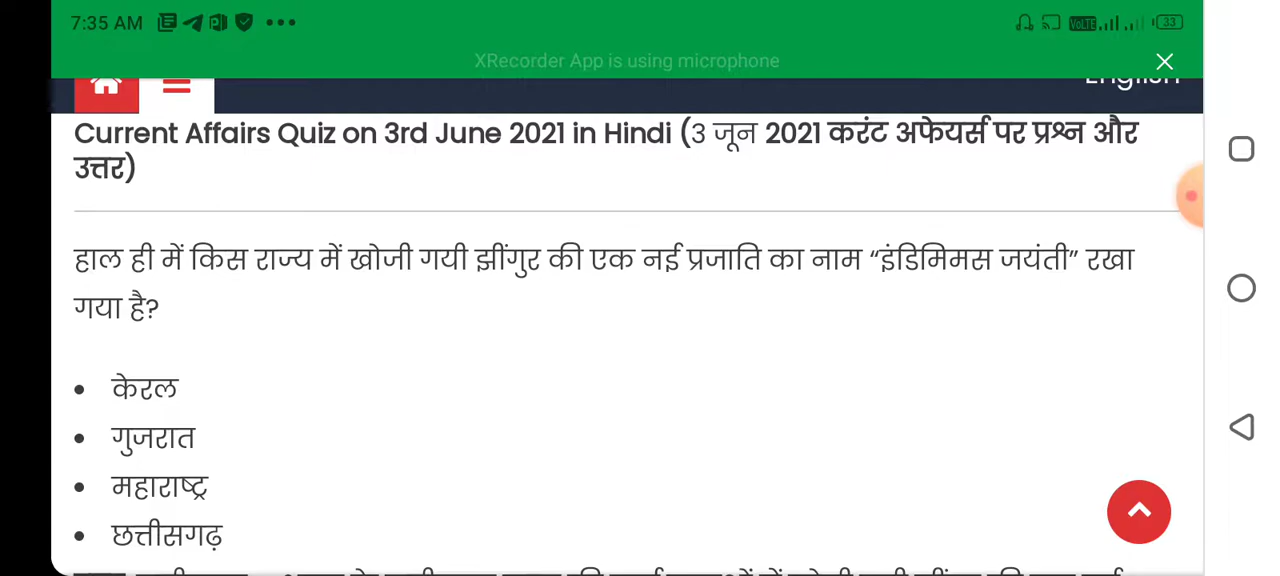 7:35 AM
33
XRecorder App is using microphone
English
Current Affairs Quiz on 3rd June 2021 in Hindi (3 जून 2021 करंट अफेयर्स पर प्रश्न और
उत्तर)
हाल ही में किस राज्य में खोजी गयी झींगुर की एक नई प्रजाति का नाम “इंडिमिमस जयंती” रखा
गया है?
• केरल
• गुजरात
• महाराष्ट्र
• छत्तीसगढ़